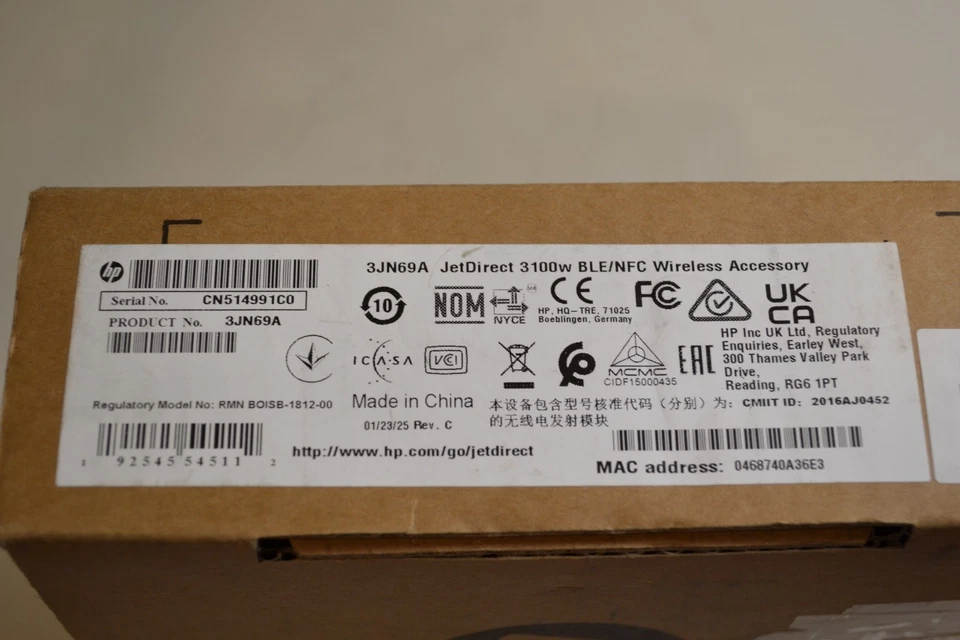 hp
3JN69A JetDirect 3100w BLE/NFC Wireless Accessory
Serial No. CN514991C0
PRODUCT No. 3JN69A
10
NOM
NYCE
CE
HP, HQ-TRE, 71025
Boeblingen, Germany
FC
UK
CA
HP Inc UK Ltd, Regulatory
Enquiries, Earley West,
300 Thames Valley Park
Drive,
Reading, RG6 1PT
ICASA
VCI
MCMC
CIDF15000435
EAC
Regulatory Model No: RMN BOISB-1812-00
Made in China
01/23/25 Rev. C
本设备包含型号核准代码（分别）为：CMIIT ID: 2016AJ0452
的无线电发射模块
1 92545 54511 2
http://www.hp.com/go/jetdirect
MAC address: 0468740A36E3